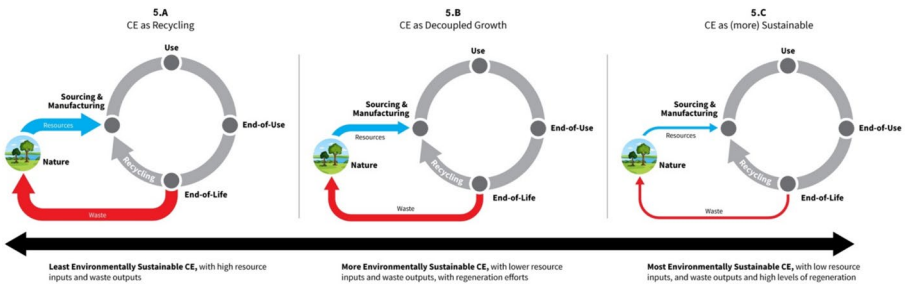 5.A
CE as Recycling
Use
Sourcing &
Manufacturing
Resources
End-of-Use
Nature
Recycling
End-of-Life
Waste
5.B
CE as Decoupled Growth
Use
Sourcing &
Manufacturing
Resources
End-of-Use
Nature
Recycling
End-of-Life
Waste
5.C
CE as (more) Sustainable
Use
Sourcing &
Manufacturing
Resources
End-of-Use
Nature
Recycling
End-of-Life
Waste
Least Environmentally Sustainable CE, with high resource
inputs and waste outputs
More Environmentally Sustainable CE, with lower resource
inputs and waste outputs, with regeneration efforts
Most Environmentally Sustainable CE, with low resource
inputs, and waste outputs and high levels of regeneration